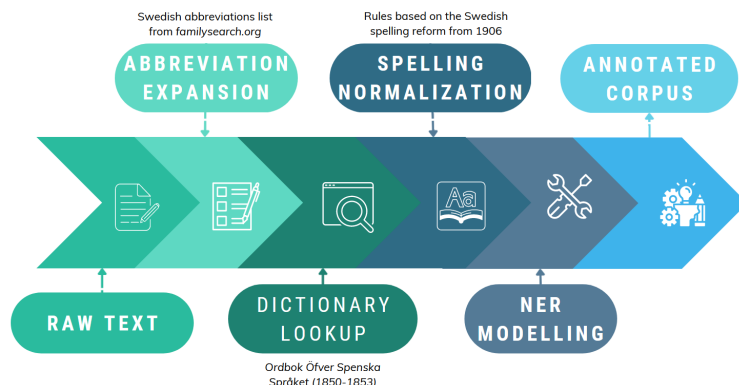 Swedish abbreviations list
from familysearch.org
ABBREVIATION
EXPANSION
Rules based on the Swedish
spelling reform from 1906
SPELLING
NORMALIZATION
ANNOTATED
CORPUS
Aa
RAW TEXT
DICTIONARY
LOOKUP
Ordbok Öfver Spenska
Språket (1850-1853)
NER
MODELLING